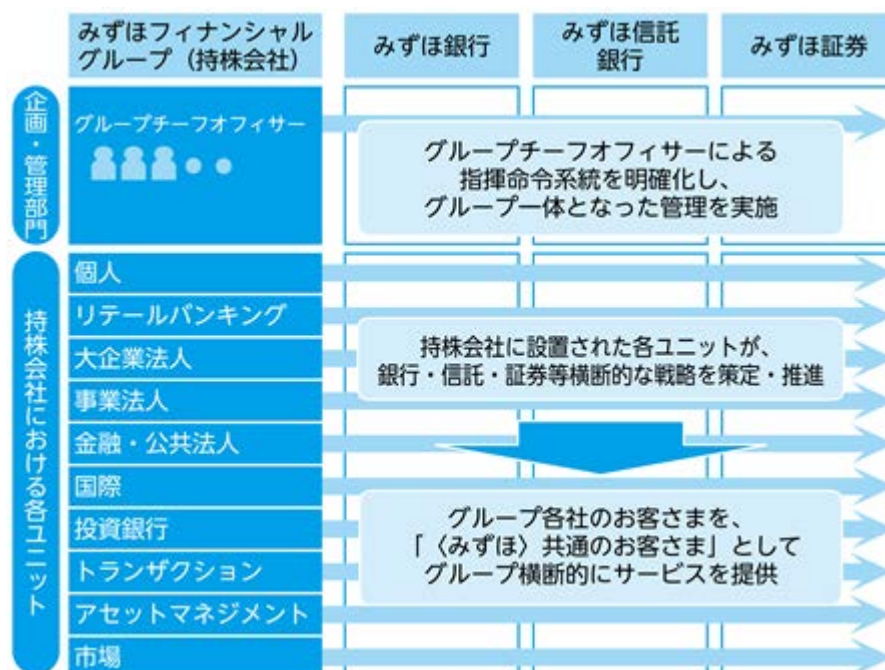 みずほフィナンシャル
グループ（持株会社）
みずほ銀行
みずほ信託
銀行
みずほ証券
企画・管理部門
グループチーフオフィサー
グループチーフオフィサーによる
指揮命令系統を明確化し、
グループ一体となった管理を実施
持株会社における各ユニット
個人
リテールバンキング
大企業法人
事業法人
金融・公共法人
国際
投資銀行
トランザクション
アセットマネジメント
市場
持株会社に設置された各ユニットが、
銀行・信託・証券等横断的な戦略を策定・推進
グループ各社のお客さまを、
「〈みずほ〉共通のお客さま」として
グループ横断的にサービスを提供